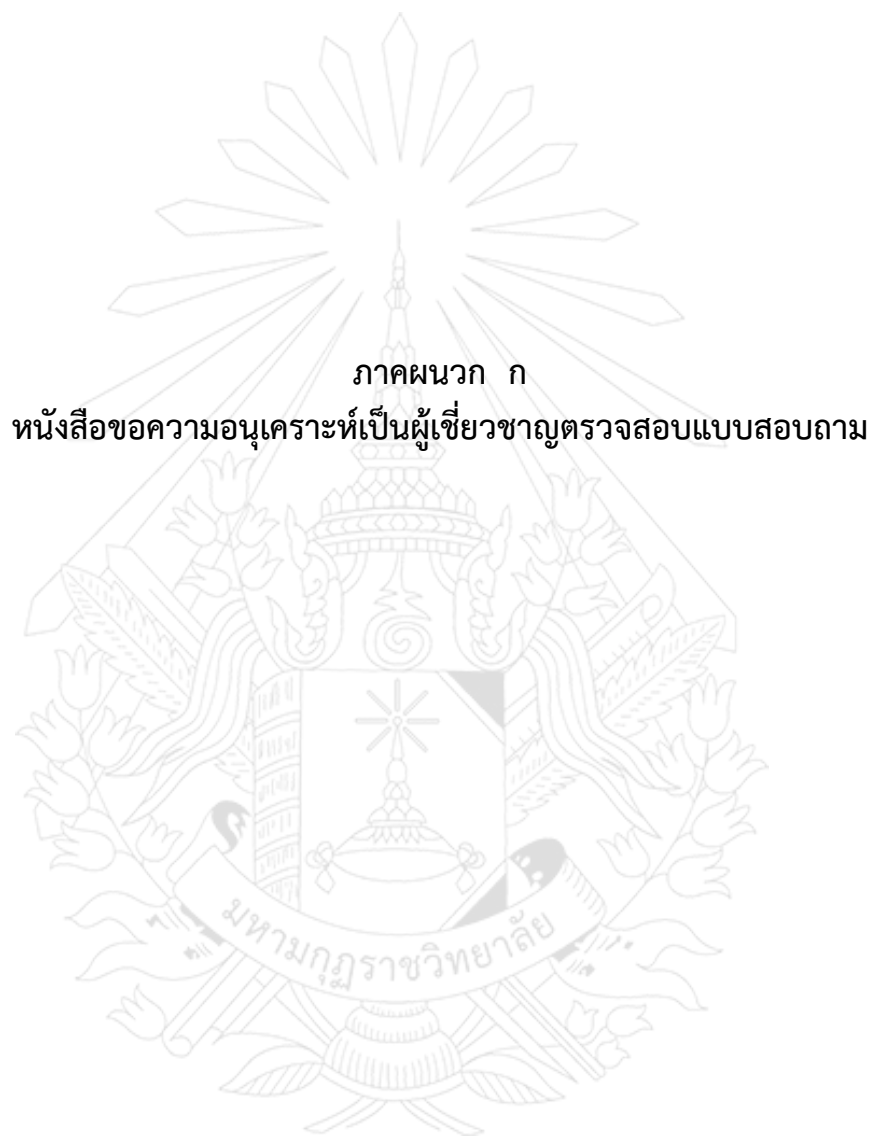 ภาคผนวก ก
หนังสือขอความอนุเคราะห์เป็นผู้เชี่ยวชาญตรวจสอบแบบสอบถาม
มหามกุฏราชวิทยาลัย